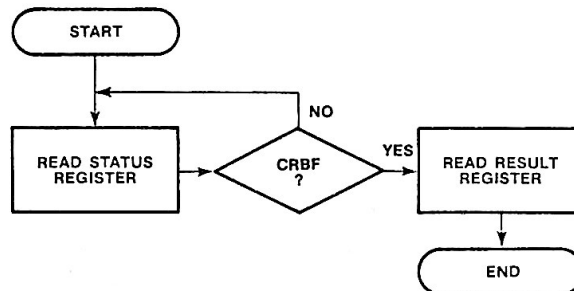 START
NO
READ STATUS
REGISTER
CRBF
?
YES
READ RESULT
REGISTER
END